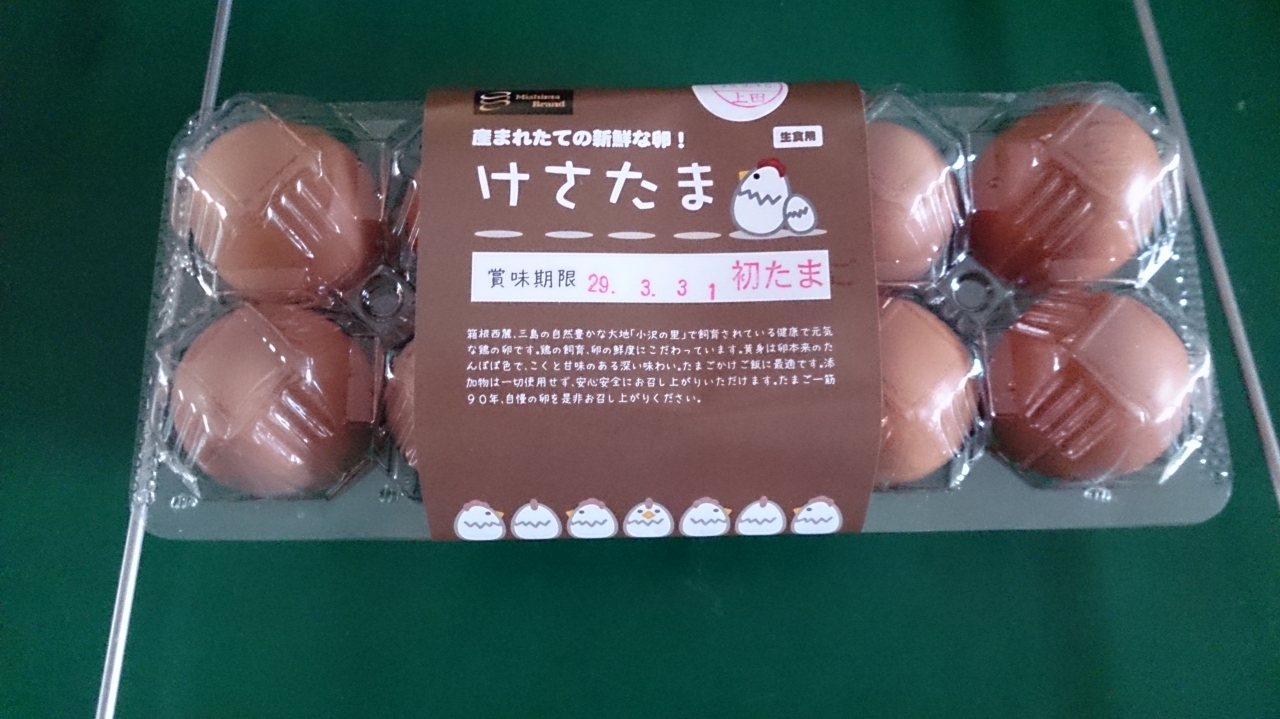 Mishima
Brand
上田
産まれたての新鮮な卵！
生食用
けさたま
賞味期限 29. 3. 31 初たま
箱根西麓、三島の自然豊かな大地「小沢の里」で飼育されている健康で元気
な鶏の卵です。鶏の飼育、卵の鮮度にこだわっています。黄身は卵本来のた
んぽぽ色で、こくと甘味のある深い味わい。たまごかけご飯に最適です。添
加物は一切使用せず、安心安全にお召し上がりいただけます。たまご一筋
９０年、自慢の卵を是非お召し上がりください。